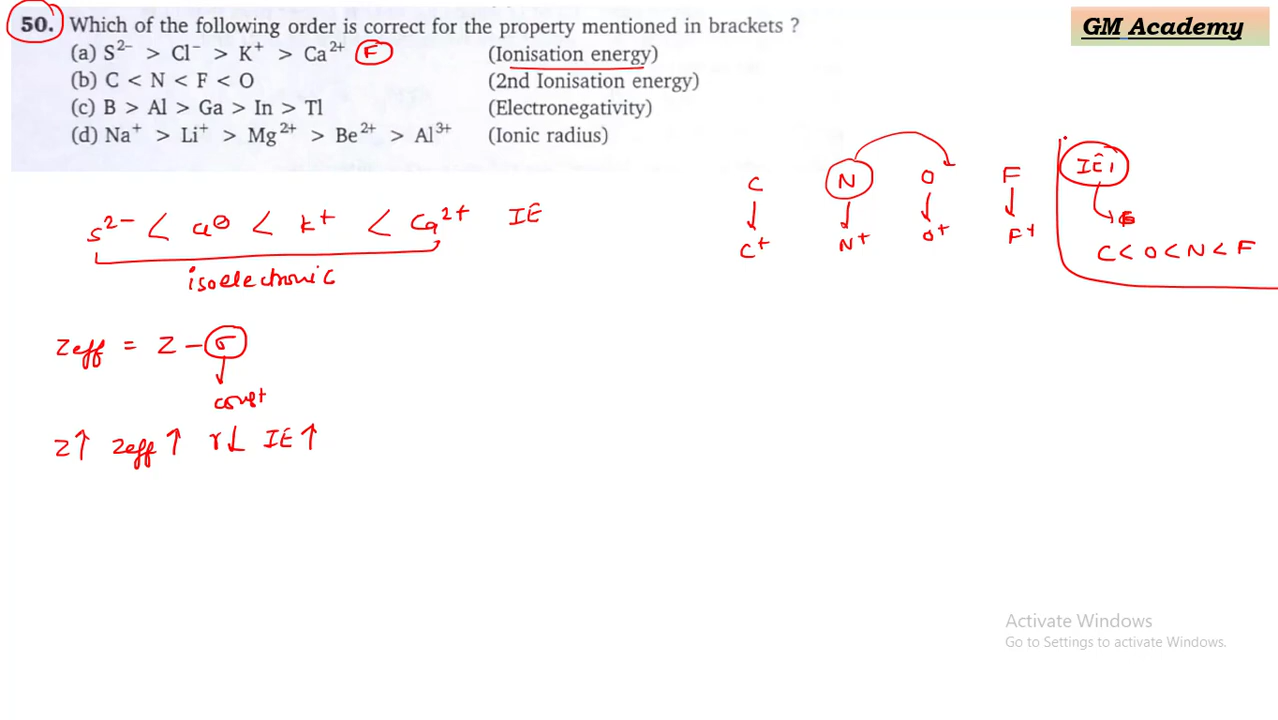 50. Which of the following order is correct for the property mentioned in brackets ?
GM Academy
(a) S²⁻ > Cl⁻ > K⁺ > Ca²⁺ F (Ionisation energy)
(b) C < N < F < O (2nd Ionisation energy)
(c) B > Al > Ga > In > Tl (Electronegativity)
(d) Na⁺ > Li⁺ > Mg²⁺ > Be²⁺ > Al³⁺ (Ionic radius)
S²⁻ < Cl⊖ < K⁺ < Ca²⁺ IE
isoelectronic
C N O F
C⁺ N⁺ O⁺ F⁺
IE₁
C < O < N < F
Zeff = Z – σ
const
Z↑ Zeff ↑ r↓ IE ↑
Activate Windows
Go to Settings to activate Windows.